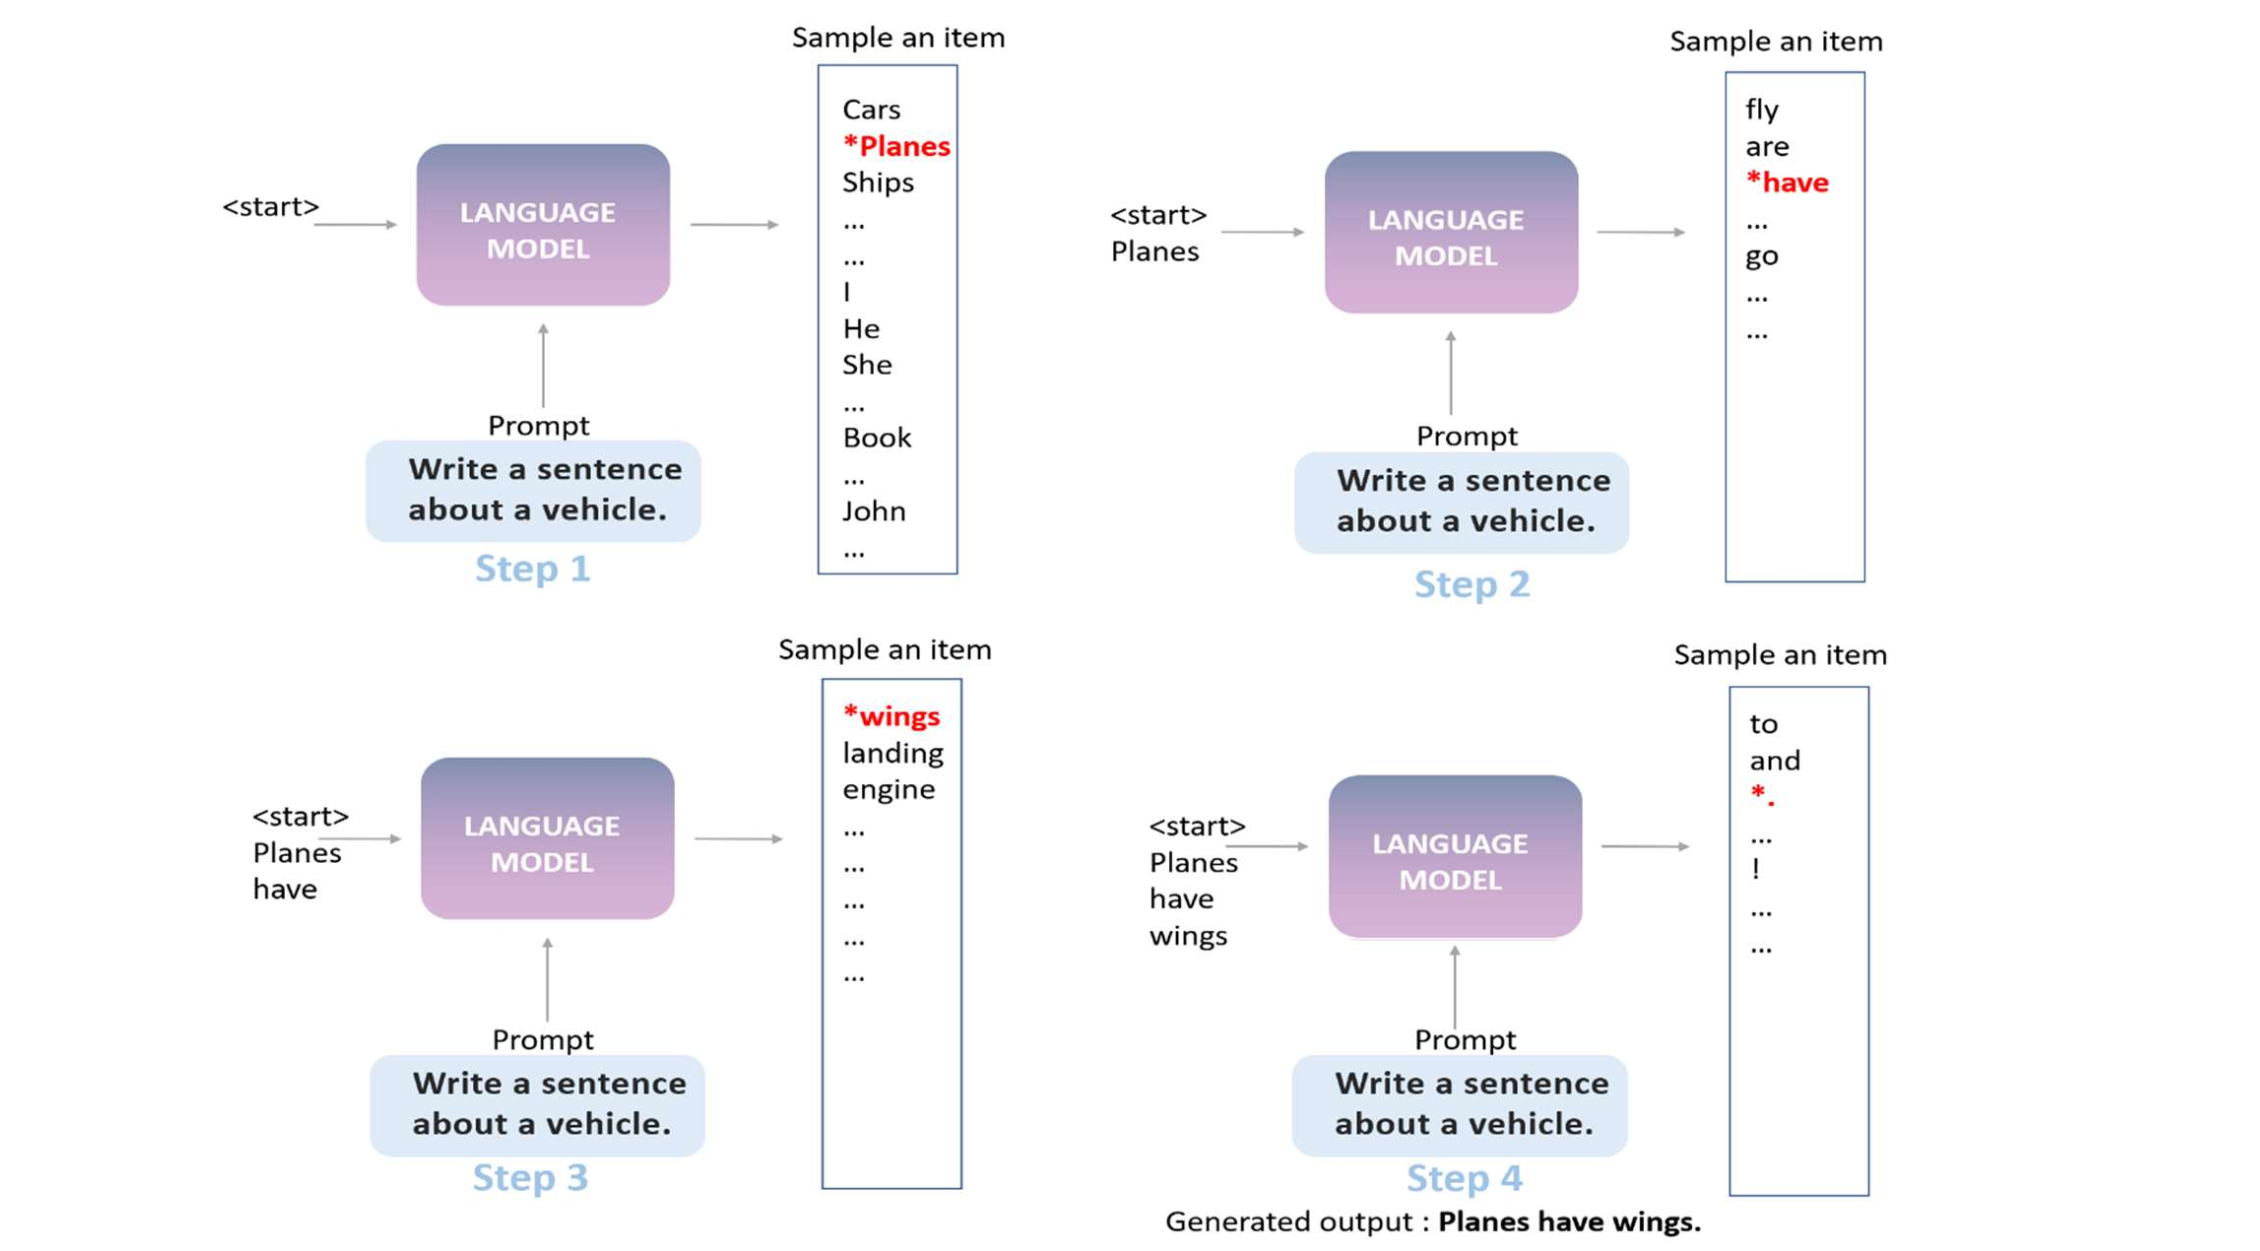 Sample an item
Cars
*Planes
Ships
...
...
I
He
She
...
Book
...
John
...
<start>
LANGUAGE
MODEL
Prompt
Write a sentence
about a vehicle.
Step 1
Sample an item
fly
are
*have
...
go
...
...
<start>
Planes
LANGUAGE
MODEL
Prompt
Write a sentence
about a vehicle.
Step 2
Sample an item
*wings
landing
engine
...
...
...
...
...
<start>
Planes
have
LANGUAGE
MODEL
Prompt
Write a sentence
about a vehicle.
Step 3
Sample an item
to
and
*.
...
!
...
...
<start>
Planes
have
wings
LANGUAGE
MODEL
Prompt
Write a sentence
about a vehicle.
Step 4
Generated output : Planes have wings.